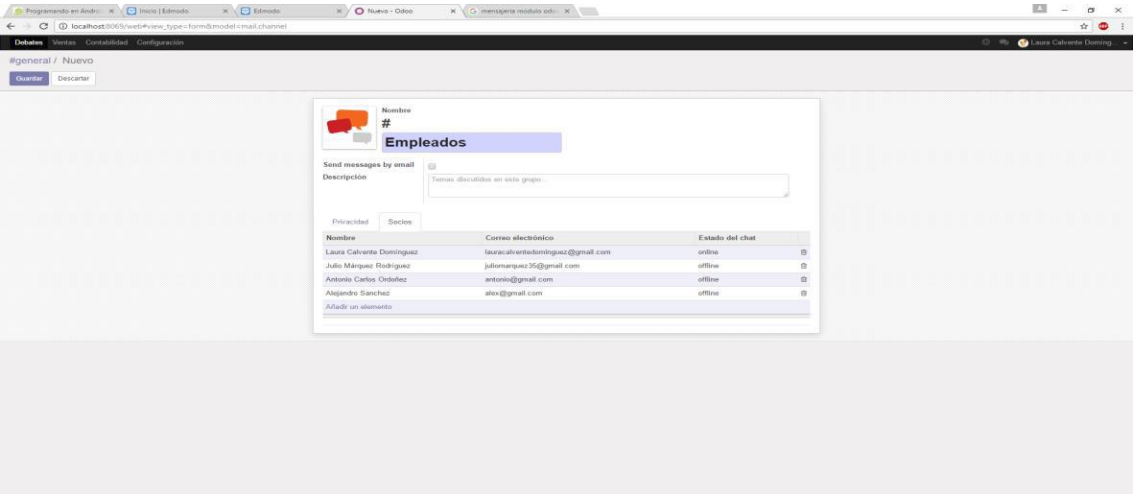 Programando en Androi
Inicio | Edmodo
Edmodo
Nuevo - Odoo
mensajeria modulo odo
localhost:8069/web#view_type=form&model=mail.channel
Debates Ventas Contabilidad Configuración
Laura Calvente Doming...
#general / Nuevo
Guardar Descartar
Nombre
#
Empleados
Send messages by email
Descripción
Temas discutidos en este grupo...
Privacidad Socios
Nombre Correo electrónico Estado del chat
Laura Calvente Dominguez lauracalventedominguez@gmail.com online
Julio Márquez Rodriguez juliomarquez35@gmail.com offline
Antonio Carlos Ordoñez antonio@gmail.com offline
Alejandro Sanchez alex@gmail.com offline
Añadir un elemento